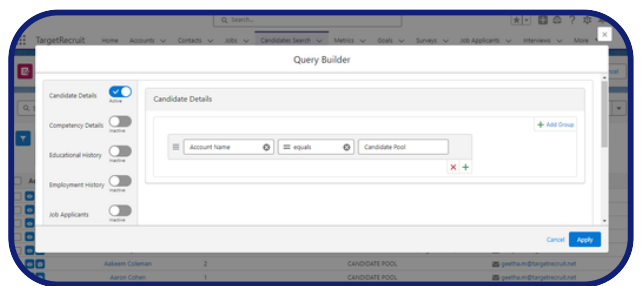 Search...
TargetRecruit Home Accounts Contacts Jobs Candidates Search Metrics Goals Surveys Job Applicants Interviews More
Query Builder
Candidate Details
Active
Competency Details
Inactive
Educational History
Inactive
Employment History
Inactive
Job Applicants
Inactive
Candidate Details
Add Group
Account Name equals Candidate Pool
Cancel Apply
Aakeem Coleman 2 CANDIDATE POOL geetha.m@targetrecruit.net
Aaron Cohen 1 CANDIDATE POOL geetha.m@targetrecruit.net